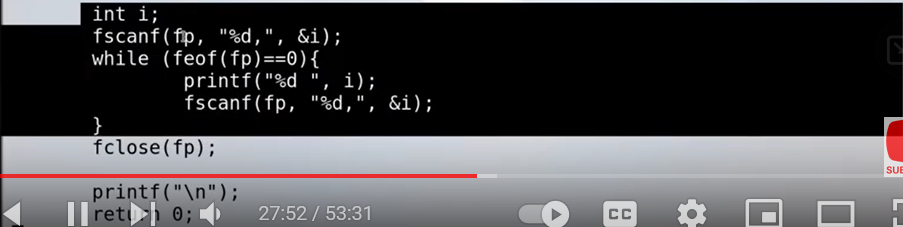 int i;
fscanf(fp, "%d,", &i);
while (feof(fp)==0){
        printf("%d ", i);
        fscanf(fp, "%d,", &i);
}
fclose(fp);
printf("\n");
return 0;
27:52 / 53:31
CC
SUB